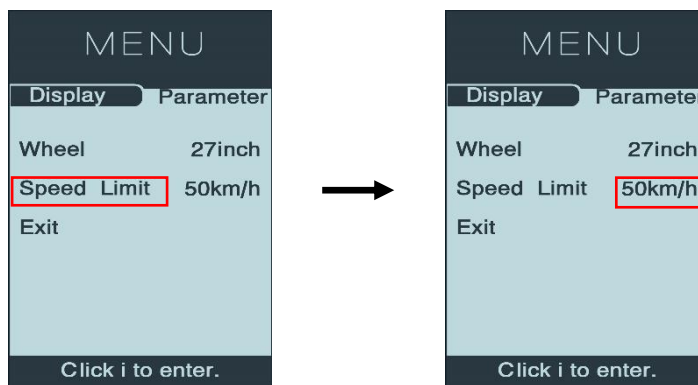 MENU
Display Parameter
Wheel 27inch
Speed Limit 50km/h
Exit
Click i to enter.
MENU
Display Parameter
Wheel 27inch
Speed Limit 50km/h
Exit
Click i to enter.